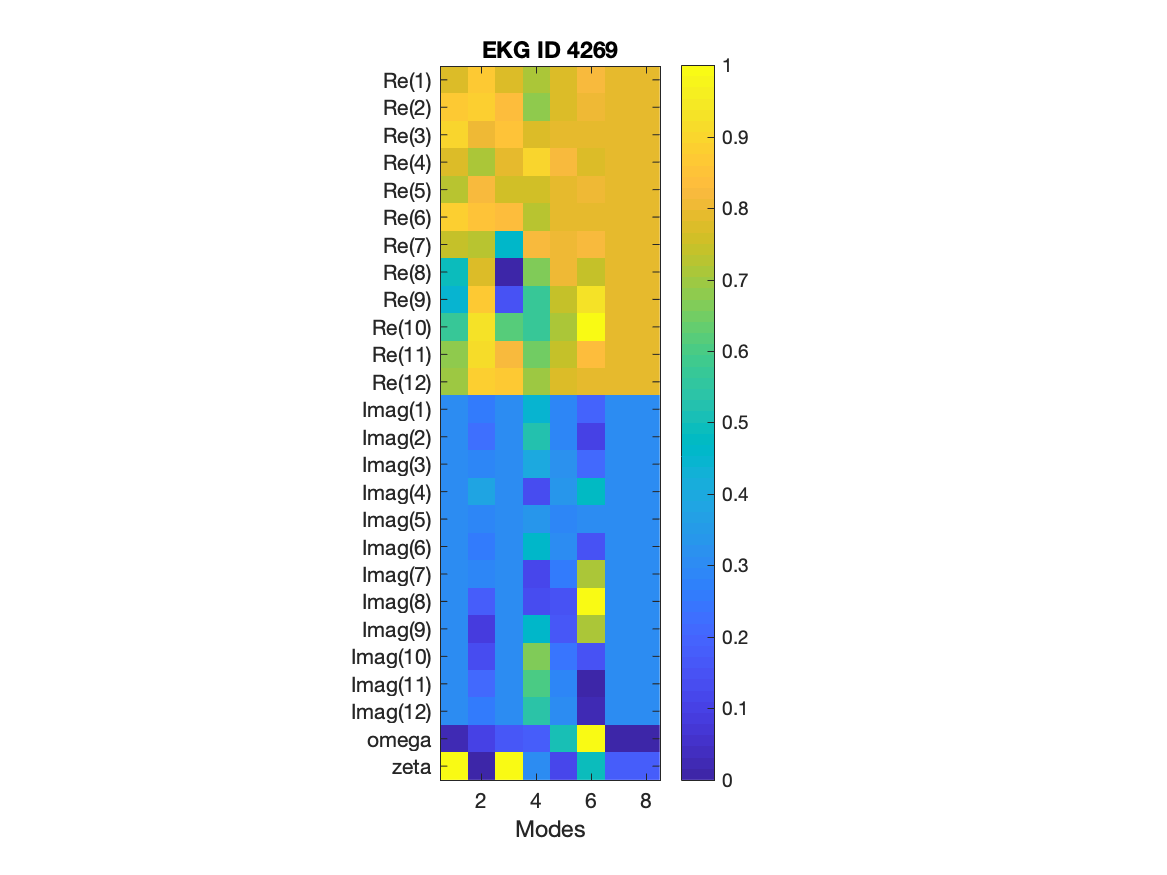 EKG ID 4269
Re(1)
Re(2)
Re(3)
Re(4)
Re(5)
Re(6)
Re(7)
Re(8)
Re(9)
Re(10)
Re(11)
Re(12)
Imag(1)
Imag(2)
Imag(3)
Imag(4)
Imag(5)
Imag(6)
Imag(7)
Imag(8)
Imag(9)
Imag(10)
Imag(11)
Imag(12)
omega
zeta
2 4 6 8
Modes
1
0.9
0.8
0.7
0.6
0.5
0.4
0.3
0.2
0.1
0